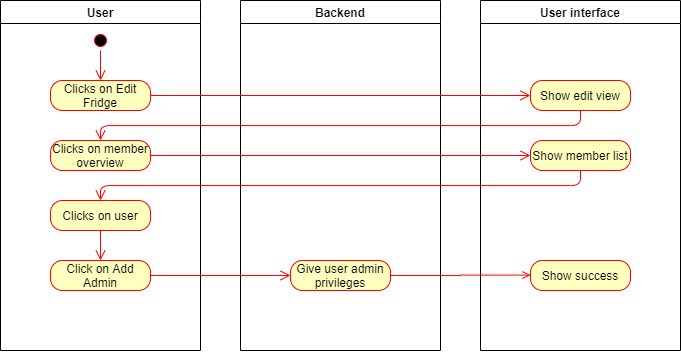 User
Backend
User interface
Clicks on Edit
Fridge
Show edit view
Clicks on member
overview
Show member list
Clicks on user
Click on Add
Admin
Give user admin
privileges
Show success